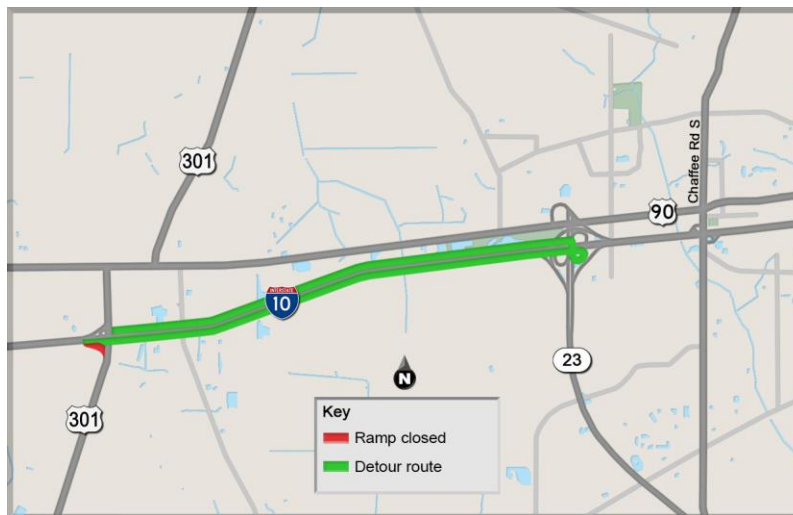 301
Chaffee Rd S
90
INTERSTATE
10
23
N
301
Key
Ramp closed
Detour route